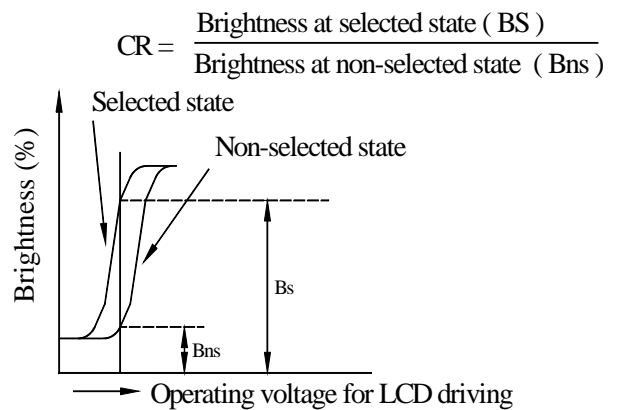 CR = Brightness at selected state ( BS )
Brightness at non-selected state ( Bns )
Selected state
Non-selected state
Brightness (%)
Bs
Bns
Operating voltage for LCD driving